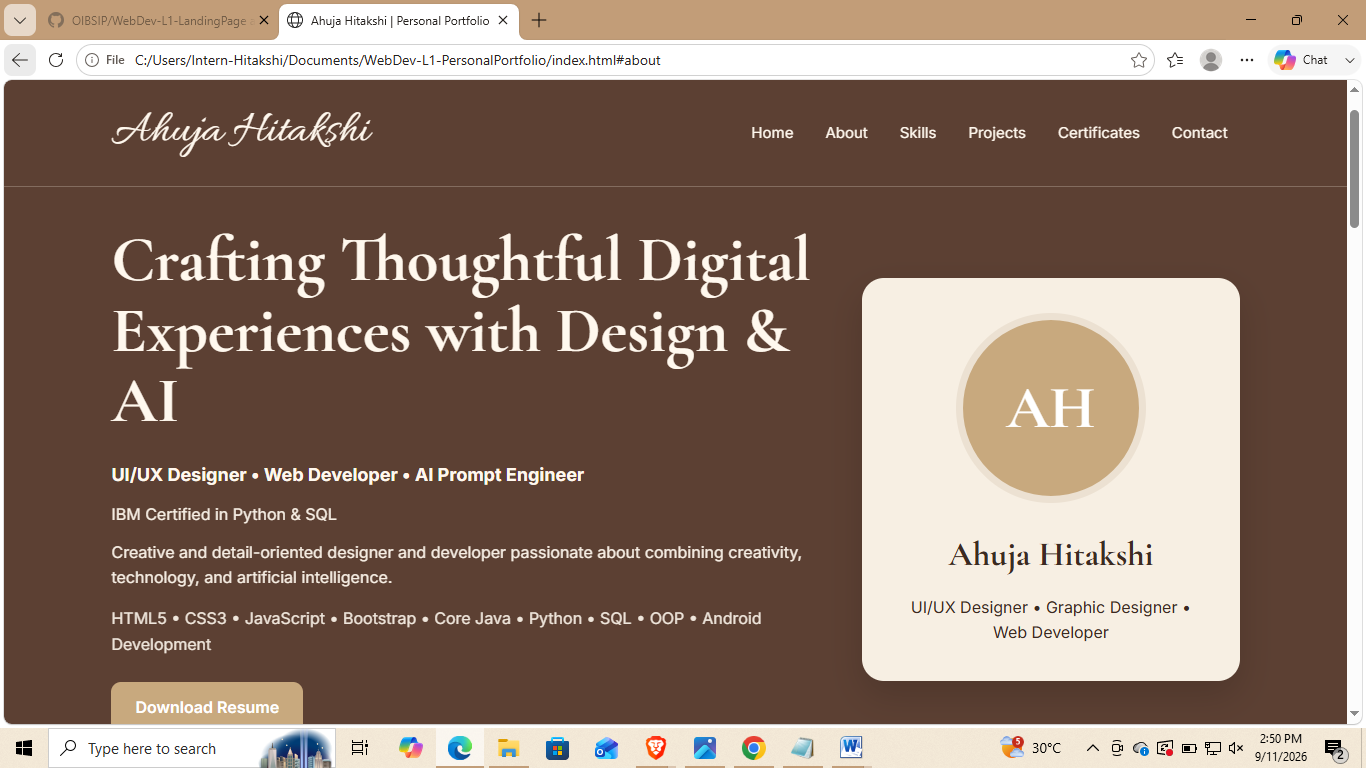 OIBSIP/WebDev-L1-LandingPage
Ahuja Hitakshi | Personal Portfolio
File C:/Users/Intern-Hitakshi/Documents/WebDev-L1-PersonalPortfolio/index.html#about
Chat
Ahuja Hitakshi
Home About Skills Projects Certificates Contact
Crafting Thoughtful Digital
Experiences with Design &
AI
UI/UX Designer • Web Developer • AI Prompt Engineer
IBM Certified in Python & SQL
Creative and detail-oriented designer and developer passionate about combining creativity,
technology, and artificial intelligence.
HTML5 • CSS3 • JavaScript • Bootstrap • Core Java • Python • SQL • OOP • Android
Development
Download Resume
AH
Ahuja Hitakshi
UI/UX Designer • Graphic Designer •
Web Developer
Type here to search
5
30°C
2:50 PM
9/11/2026
2